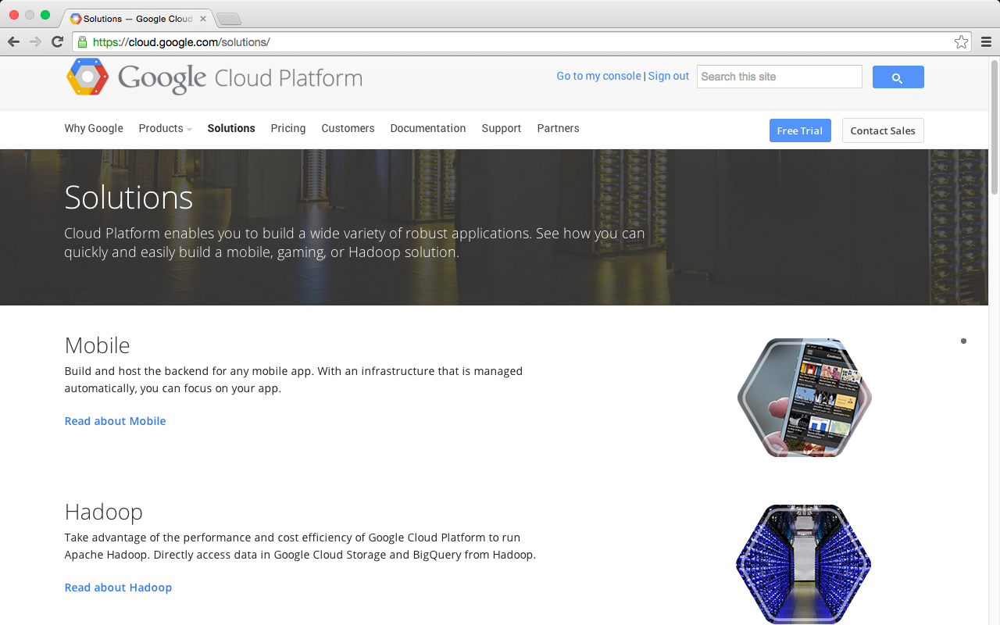 Solutions — Google Cloud
https://cloud.google.com/solutions/
Google Cloud Platform
Go to my console | Sign out
Search this site
Why Google Products Solutions Pricing Customers Documentation Support Partners
Free Trial Contact Sales
Solutions
Cloud Platform enables you to build a wide variety of robust applications. See how you can
quickly and easily build a mobile, gaming, or Hadoop solution.
Mobile
Build and host the backend for any mobile app. With an infrastructure that is managed
automatically, you can focus on your app.
Read about Mobile
Hadoop
Take advantage of the performance and cost efficiency of Google Cloud Platform to run
Apache Hadoop. Directly access data in Google Cloud Storage and BigQuery from Hadoop.
Read about Hadoop